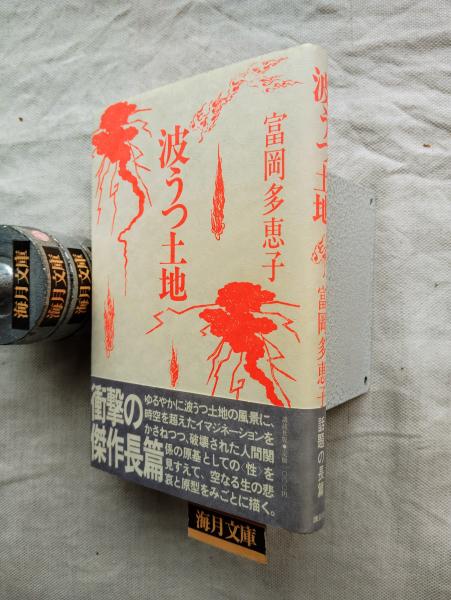 波うつ土地
富岡多恵子
衝撃の
傑作長篇
ゆるやかに波うつ土地の風景に、
時空を超えたイマジネーションを
かさねつつ、破壊された人間関
係の原基としての〈性〉を
見すえて、空なる生の悲
哀と原型をみごとに描く。
波うつ土地
富岡多恵子
話題の長篇
海月文庫
海月文庫
海月文庫